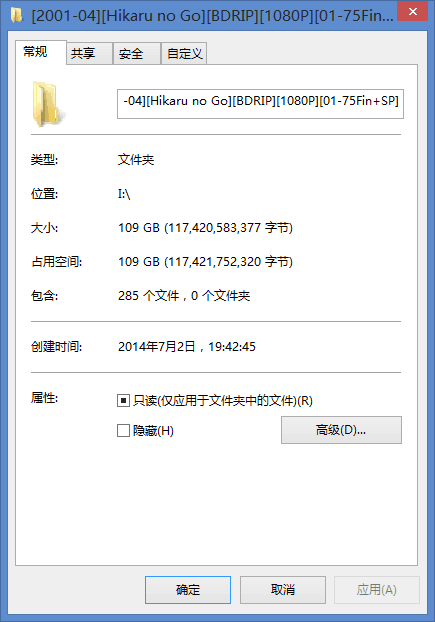 [2001-04][Hikaru no Go][BDRIP][1080P][01-75Fin...
常规 共享 安全 自定义
-04][Hikaru no Go][BDRIP][1080P][01-75Fin+SP]
类型: 文件夹
位置: I:\
大小: 109 GB (117,420,583,377 字节)
占用空间: 109 GB (117,421,752,320 字节)
包含: 285 个文件，0 个文件夹
创建时间: 2014年7月2日，19:42:45
属性: 只读(仅应用于文件夹中的文件)(R)
隐藏(H) 高级(D)...
确定 取消 应用(A)